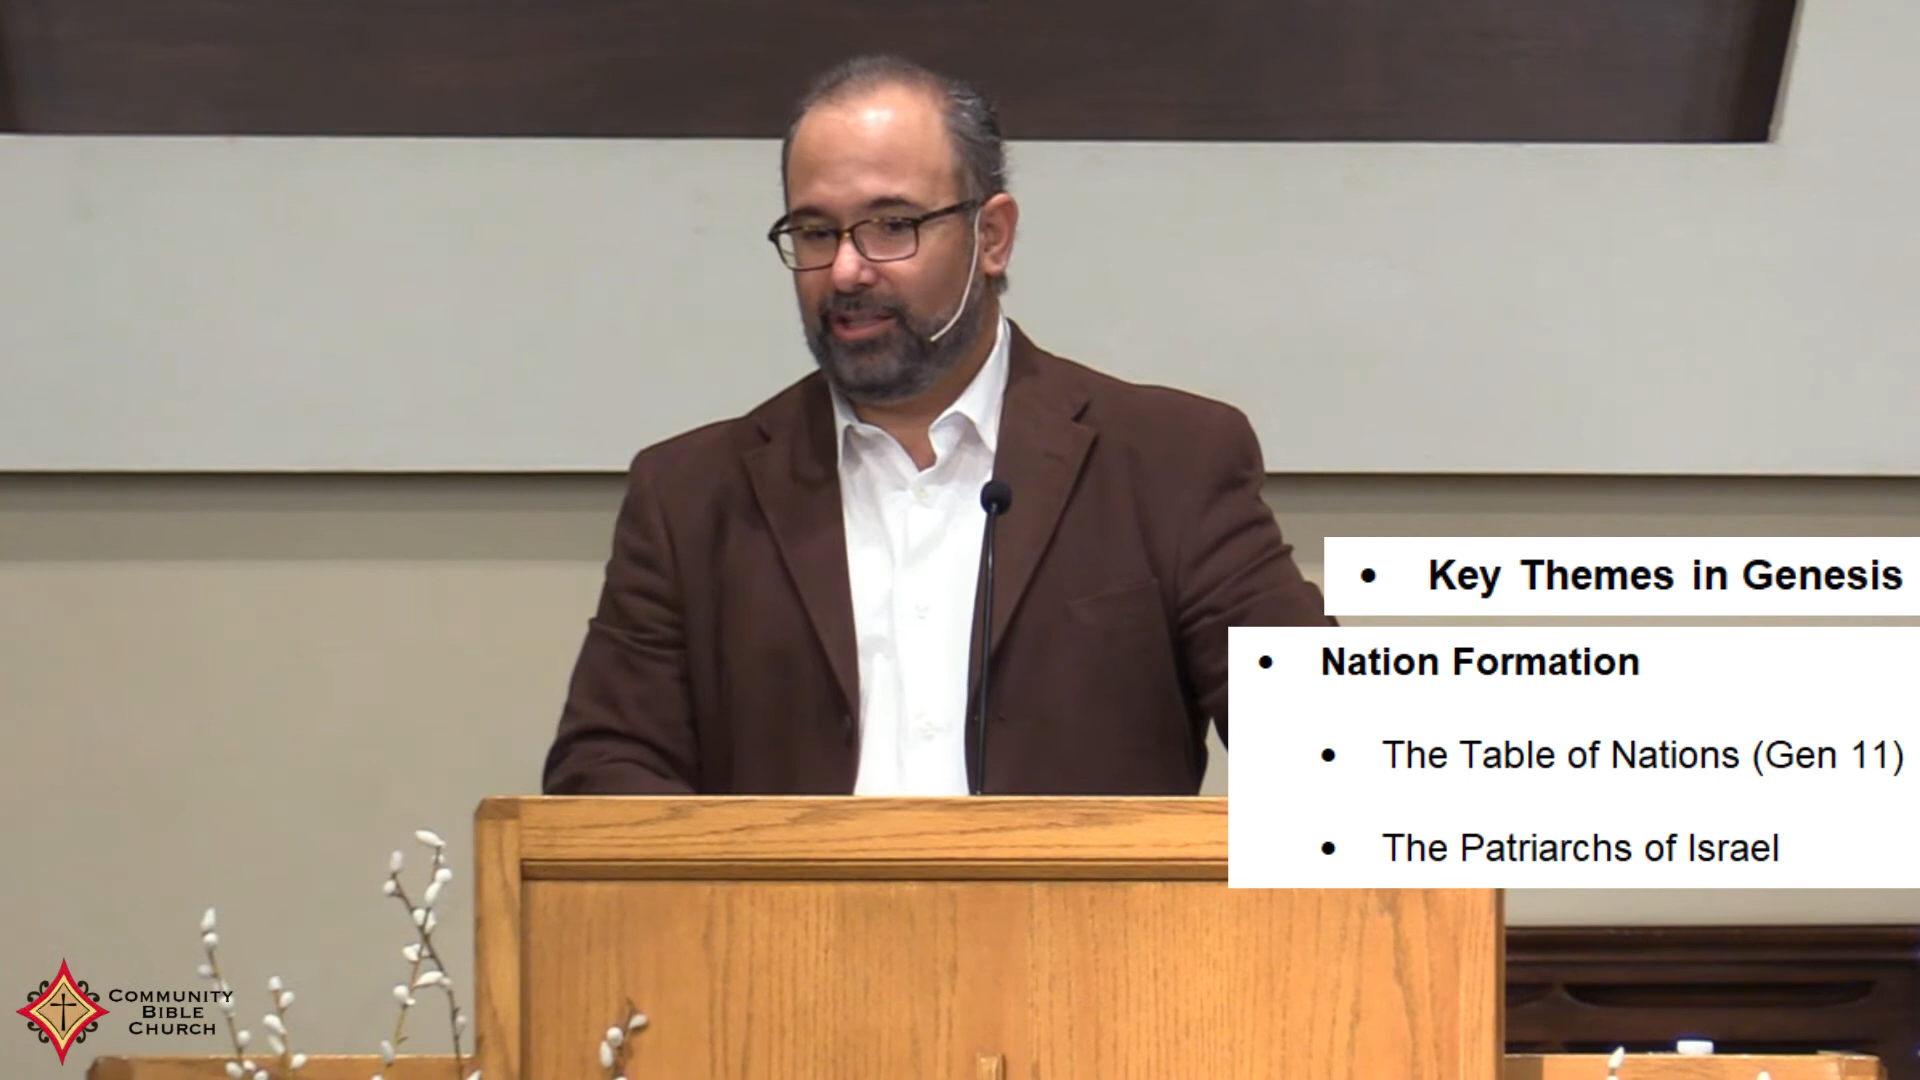 • Key Themes in Genesis
• Nation Formation
• The Table of Nations (Gen 11)
• The Patriarchs of Israel
COMMUNITY
BIBLE
CHURCH